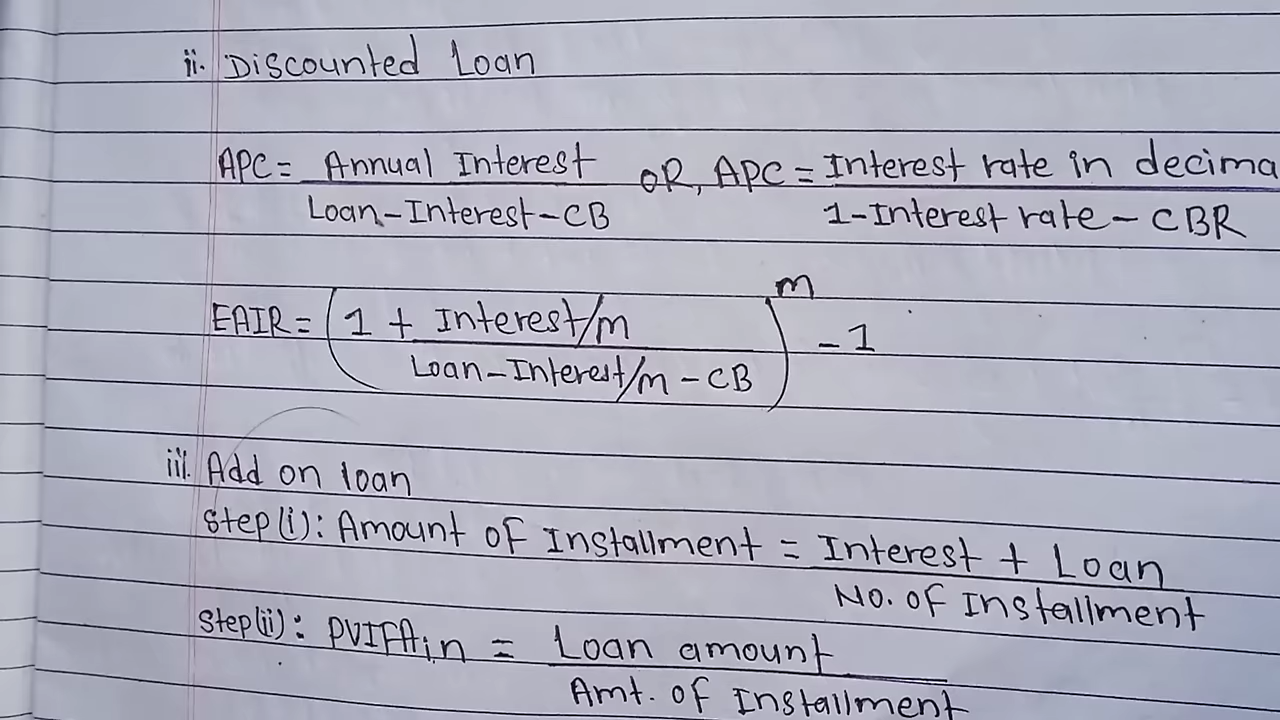 ii. Discounted Loan
APC = Annual Interest / Loan-Interest-CB OR, APC = Interest rate in decima / 1-Interest rate - CBR
EAIR = (1 + Interest/m / Loan-Interest/m - CB)^m - 1
iii. Add on loan
Step(i): Amount of Installment = Interest + Loan / No. of Installment
Step(ii): PVIFAin = Loan amount / Amt. of Installment